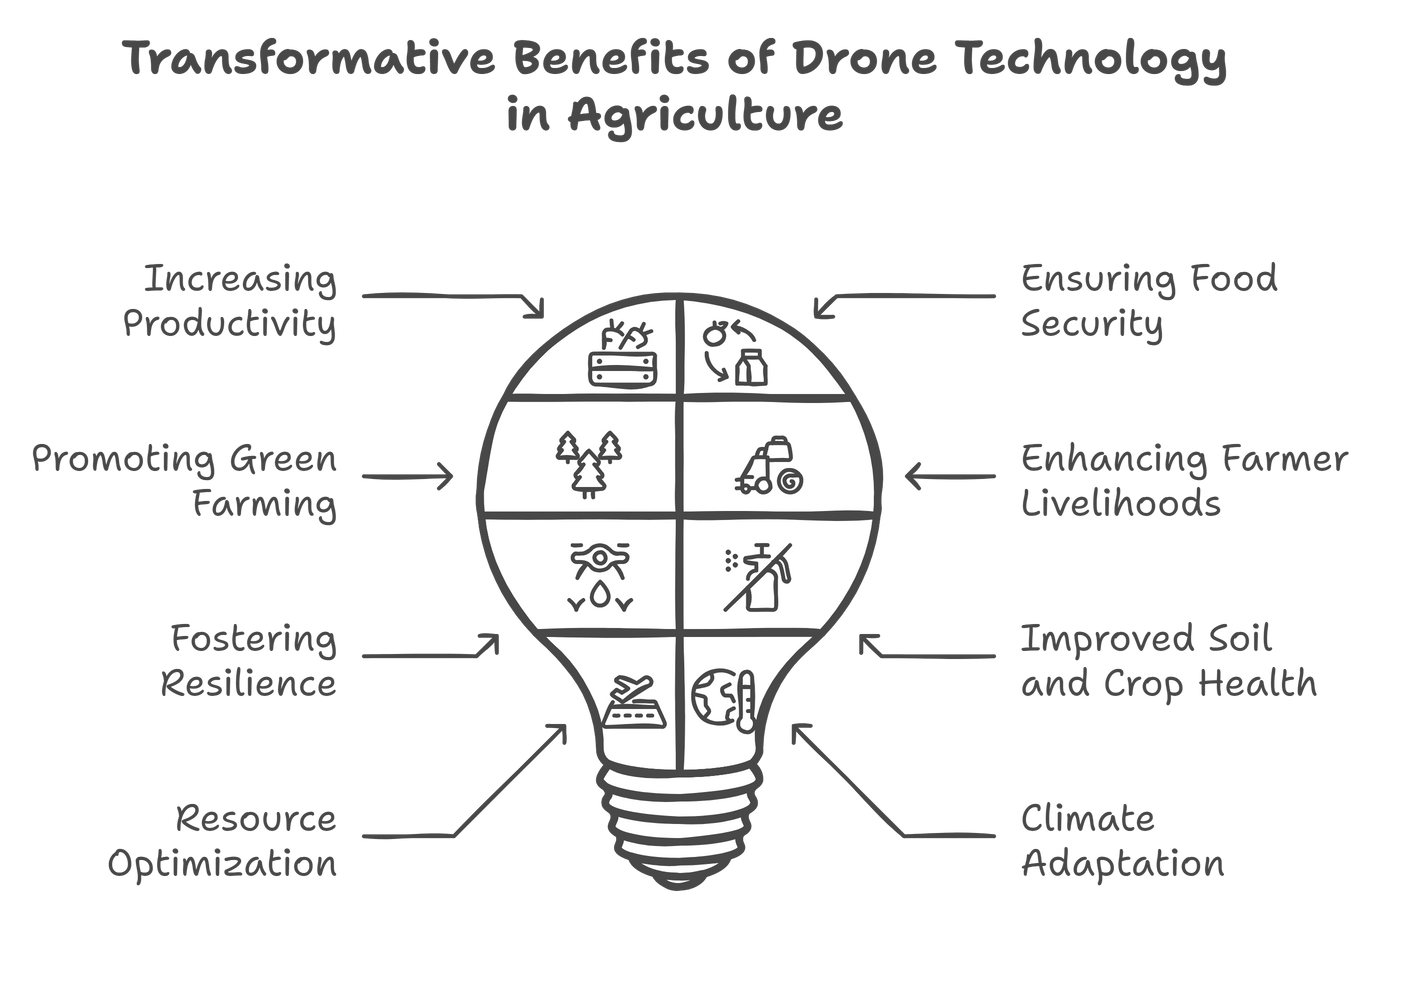 Transformative Benefits of Drone Technology
in Agriculture
Increasing
Productivity
Ensuring Food
Security
Promoting Green
Farming
Enhancing Farmer
Livelihoods
Fostering
Resilience
Improved Soil
and Crop Health
Resource
Optimization
Climate
Adaptation